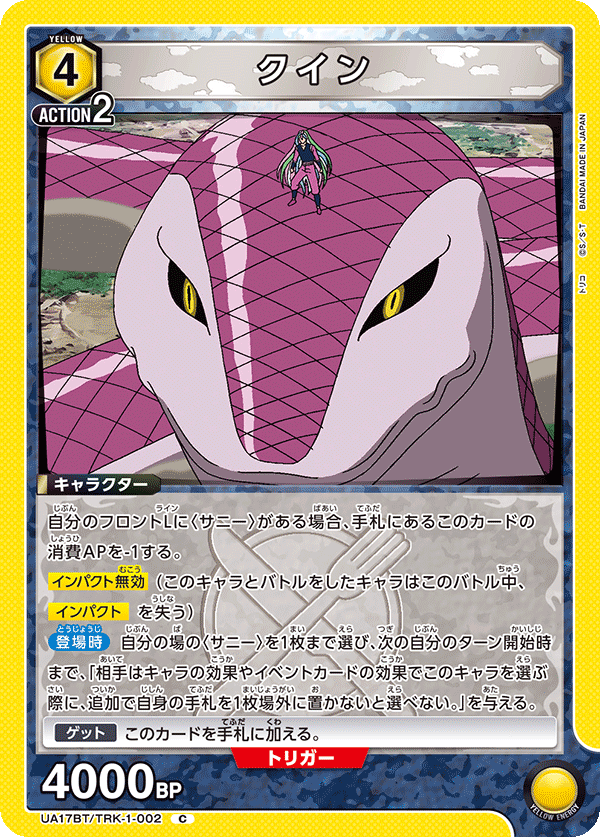 YELLOW
4
ACTION2
クイン
トリコ ©S/S・T BANDAI MADE IN JAPAN
キャラクター
自分のフロントLに〈サニー〉がある場合、手札にあるこのカードの
消費APを-1する。
インパクト無効 (このキャラとバトルをしたキャラはこのバトル中、
インパクト を失う)
登場時 自分の場の〈サニー〉を1枚まで選び、次の自分のターン開始時
まで、「相手はキャラの効果やイベントカードの効果でこのキャラを選ぶ
際に、追加で自身の手札を1枚場外に置かないと選べない。」を与える。
ゲット このカードを手札に加える。
トリガー
4000BP
YELLOW ENERGY
UA17BT/TRK-1-002 C